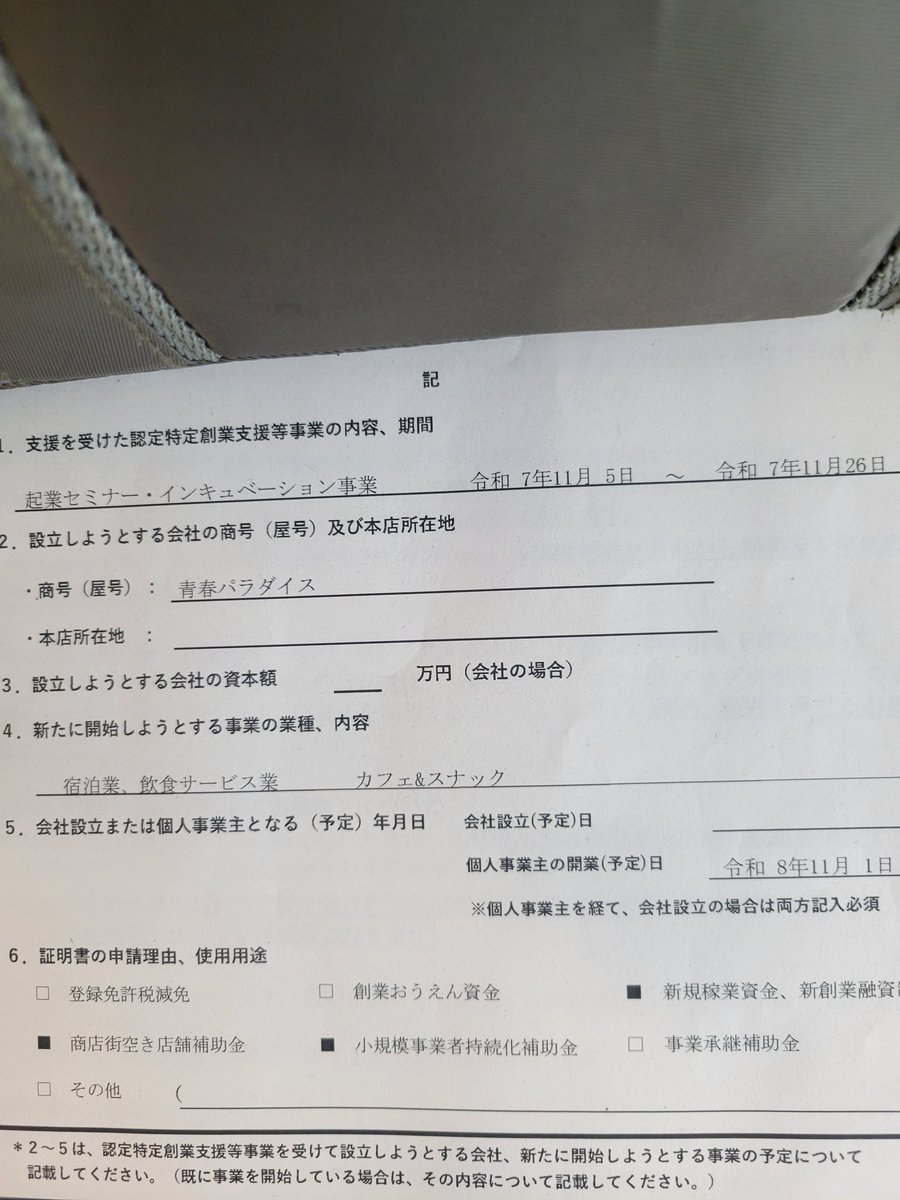 記
1. 支援を受けた認定特定創業支援等事業の内容、期間
起業セミナー・インキュベーション事業 令和 7年11月 5日 ～ 令和 7年11月26日
2. 設立しようとする会社の商号（屋号）及び本店所在地
・商号（屋号）： 青春パラダイス
・本店所在地 ：
3. 設立しようとする会社の資本額 万円（会社の場合）
4. 新たに開始しようとする事業の業種、内容
宿泊業、飲食サービス業 カフェ&スナック
5. 会社設立または個人事業主となる（予定）年月日 会社設立(予定)日
個人事業主の開業(予定)日 令和 8年11月 1日
※個人事業主を経て、会社設立の場合は両方記入必須
6. 証明書の申請理由、使用用途
□ 登録免許税減免 □ 創業おうえん資金 ■ 新規稼業資金、新創業融資
■ 商店街空き店舗補助金 ■ 小規模事業者持続化補助金 □ 事業承継補助金
□ その他 （
＊2～5は、認定特定創業支援等事業を受けて設立しようとする会社、新たに開始しようとする事業の予定について
記載してください。（既に事業を開始している場合は、その内容について記載してください。）